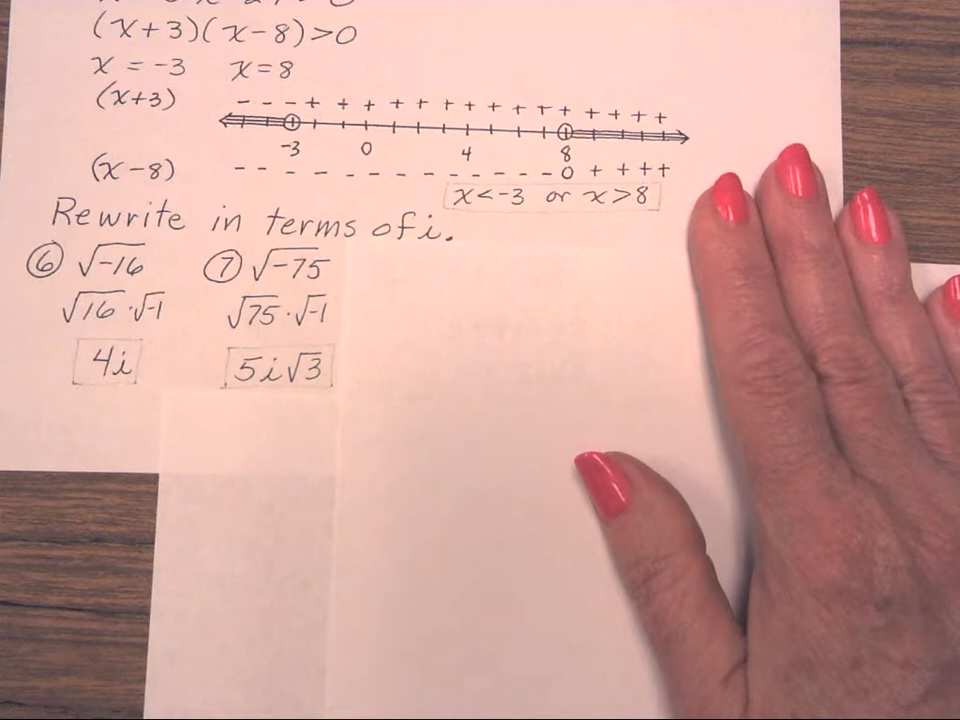 (x+3)(x-8)>0
x = -3 x=8
(x+3) - - - + + + + + + + + + + + + + + +
-3 0 4 8
(x-8) - - - - - - - - - - - - - 0 + + + +
x<-3 or x>8
Rewrite in terms of i.
⑥ √-16 ⑦ √-75
√16 ·√-1 √75 ·√-1
4i 5i√3